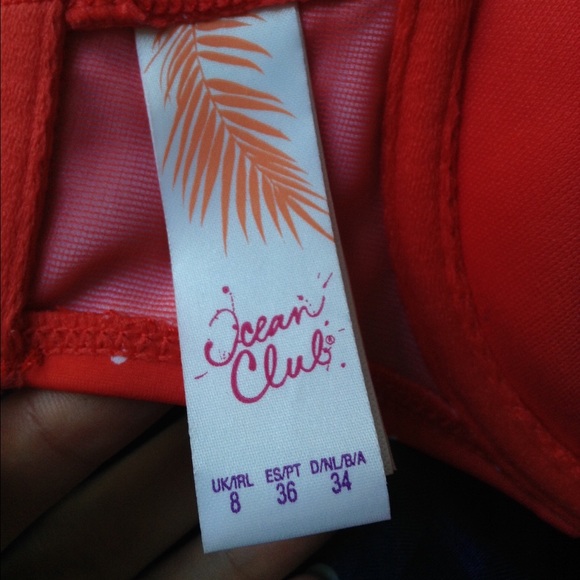 Ocean
Club®
UK/IRL ES/PT D/NL/B/A
8 36 34